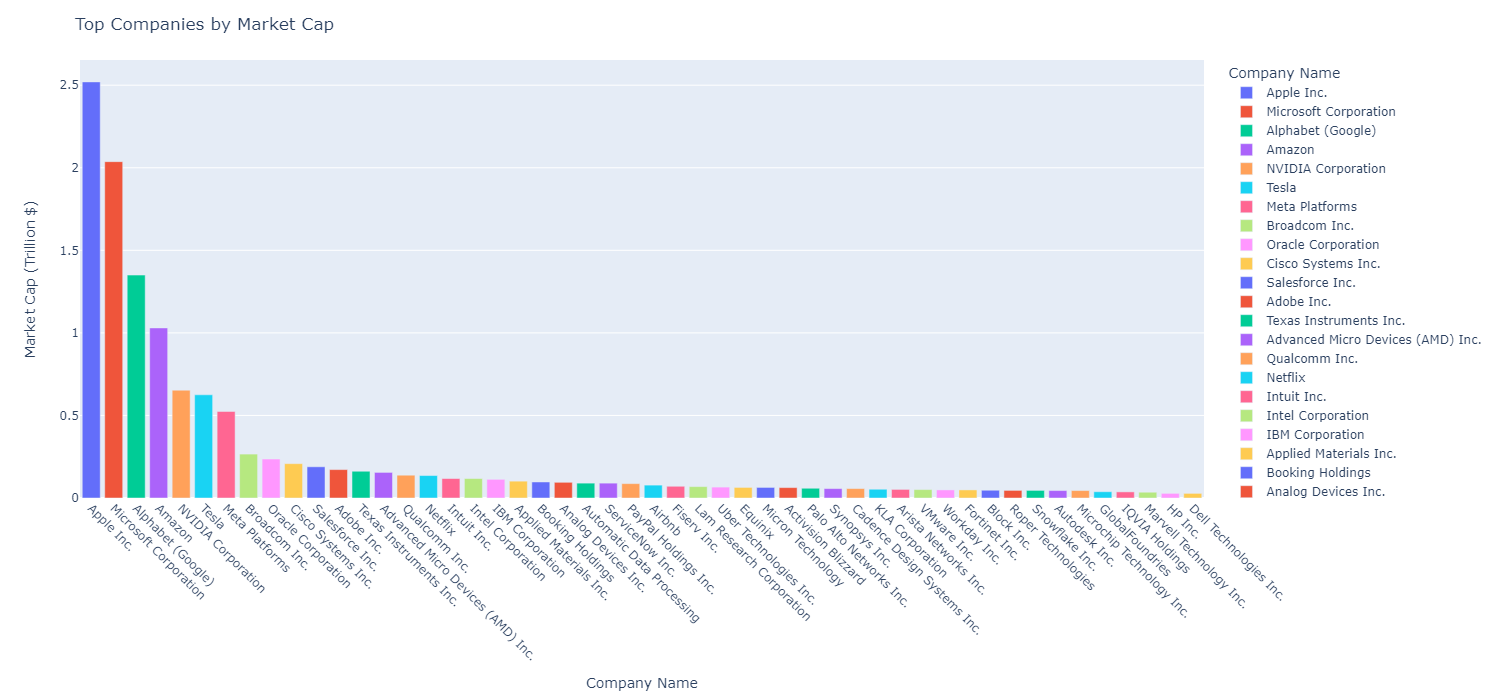 Top Companies by Market Cap
Market Cap (Trillion $)
2.5
2
1.5
1
0.5
0
Apple Inc.
Microsoft Corporation
Alphabet (Google)
Amazon
NVIDIA Corporation
Tesla
Meta Platforms
Broadcom Inc.
Oracle Corporation
Cisco Systems Inc.
Salesforce Inc.
Adobe Inc.
Texas Instruments Inc.
Advanced Micro Devices (AMD) Inc.
Qualcomm Inc.
Netflix
Intuit Inc.
Intel Corporation
IBM Corporation
Applied Materials Inc.
Booking Holdings
Analog Devices Inc.
Automatic Data Processing
ServiceNow Inc.
PayPal Holdings Inc.
Airbnb
Fiserv Inc.
Lam Research Corporation
Uber Technologies Inc.
Equinix
Micron Technology
Activision Blizzard
Palo Alto Networks Inc.
Synopsys Inc.
Cadence Design Systems Inc.
KLA Corporation
Arista Networks Inc.
VMware Inc.
Workday Inc.
Fortinet Inc.
Block Inc.
Roper Technologies
Snowflake Inc.
Autodesk Inc.
Microchip Technology Inc.
GlobalFoundries
IQVIA Holdings
Marvell Technology Inc.
HP Inc.
Dell Technologies Inc.
Company Name
Company Name
Apple Inc.
Microsoft Corporation
Alphabet (Google)
Amazon
NVIDIA Corporation
Tesla
Meta Platforms
Broadcom Inc.
Oracle Corporation
Cisco Systems Inc.
Salesforce Inc.
Adobe Inc.
Texas Instruments Inc.
Advanced Micro Devices (AMD) Inc.
Qualcomm Inc.
Netflix
Intuit Inc.
Intel Corporation
IBM Corporation
Applied Materials Inc.
Booking Holdings
Analog Devices Inc.